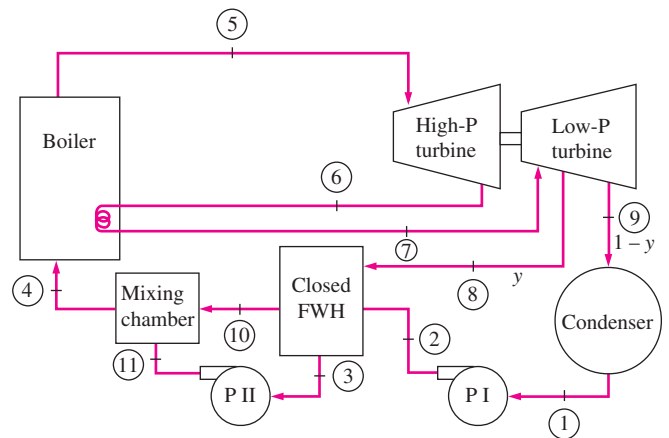 5
Boiler
High-P
turbine
Low-P
turbine
6
7
9
1 – y
8
y
4
Mixing
chamber
Closed
FWH
10
2
Condenser
11
3
P II
P I
1